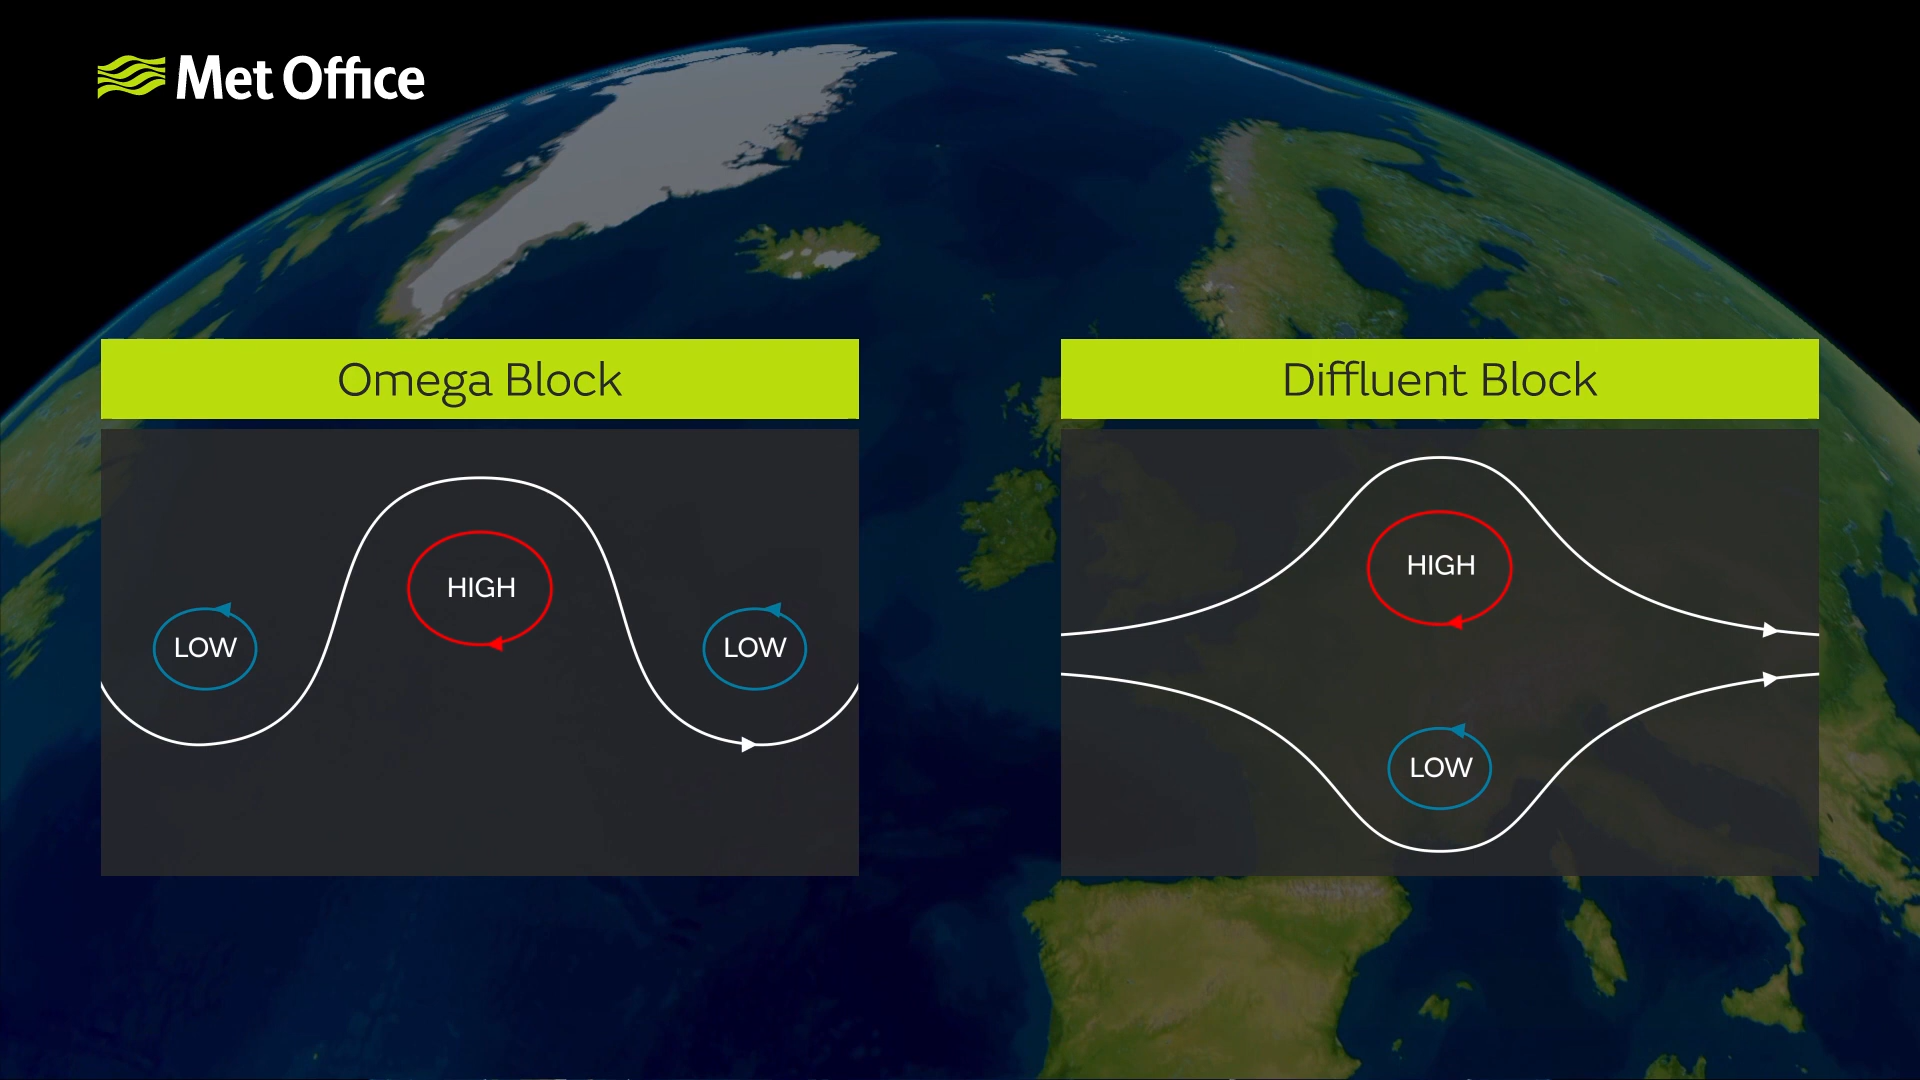 Met Office
Omega Block
Diffluent Block
HIGH
LOW
LOW
HIGH
LOW